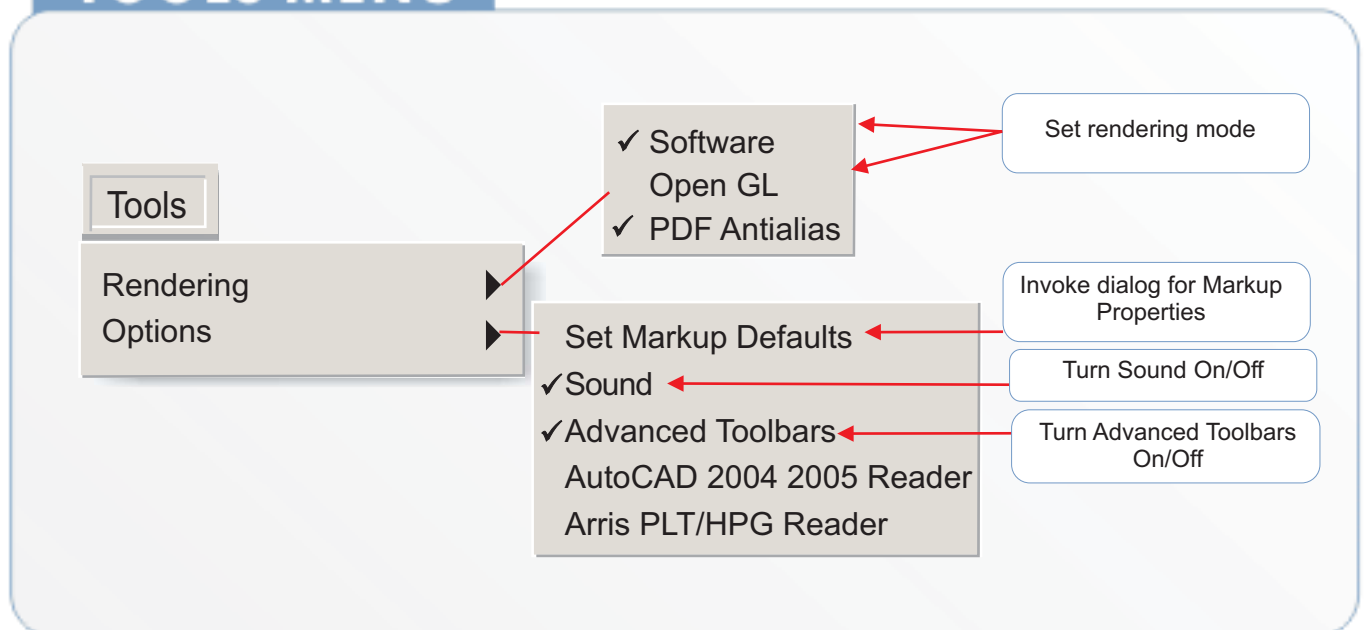 TOOLS MENU
Tools
Rendering
Options
✓ Software
Open GL
✓ PDF Antialias
Set rendering mode
Set Markup Defaults
✓Sound
✓Advanced Toolbars
AutoCAD 2004 2005 Reader
Arris PLT/HPG Reader
Invoke dialog for Markup
Properties
Turn Sound On/Off
Turn Advanced Toolbars
On/Off